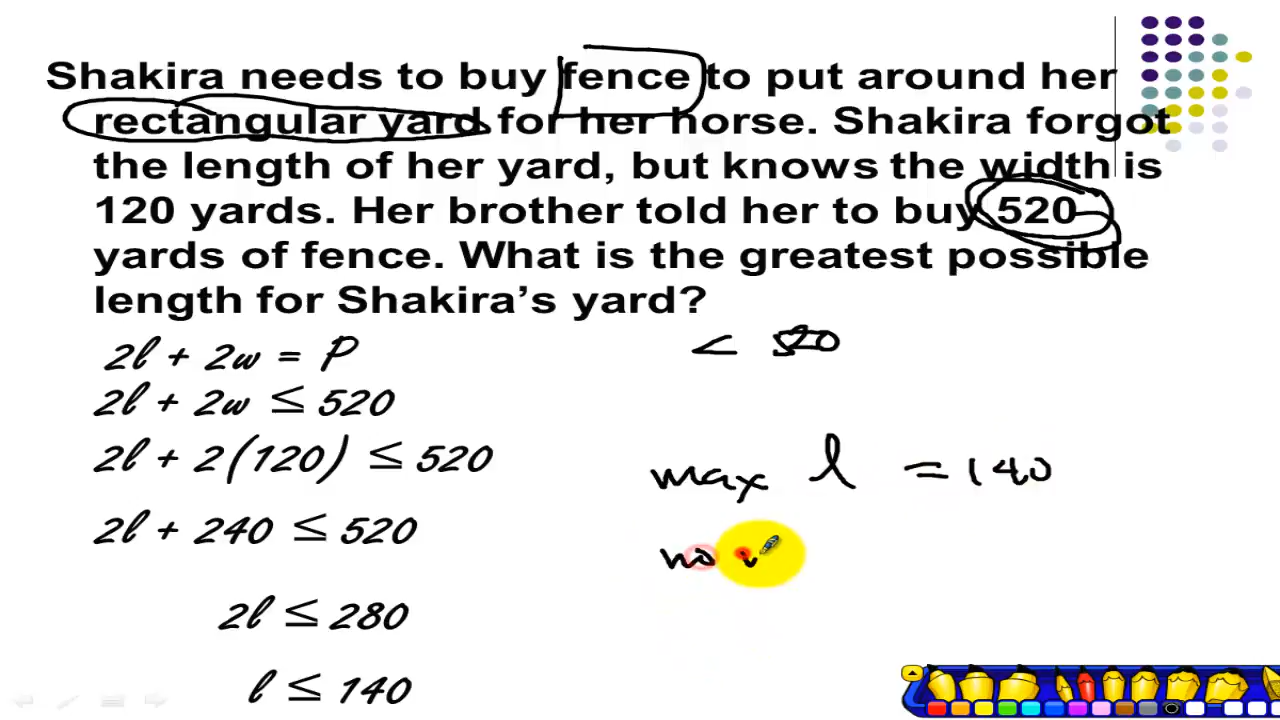 Shakira needs to buy fence to put around her
rectangular yard for her horse. Shakira forgot
the length of her yard, but knows the width is
120 yards. Her brother told her to buy 520
yards of fence. What is the greatest possible
length for Shakira's yard?
2l + 2w = P
< 520
2l + 2w ≤ 520
2l + 2(120) ≤ 520
max l = 140
2l + 240 ≤ 520
no
2l ≤ 280
l ≤ 140